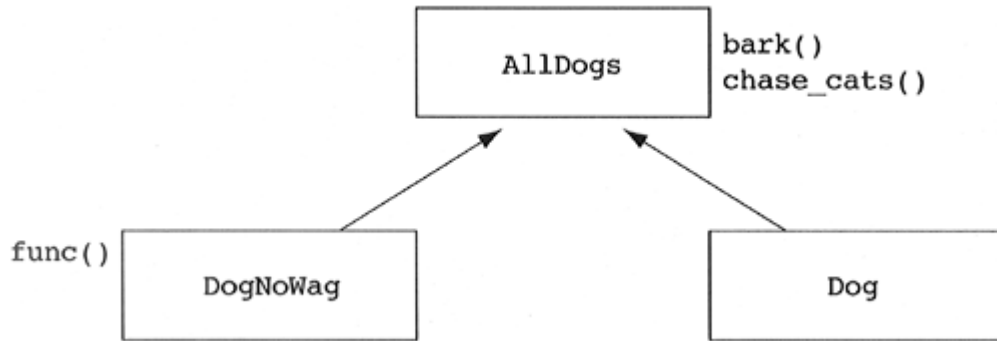 AllDogs
bark()
chase_cats()
func()
DogNoWag
Dog